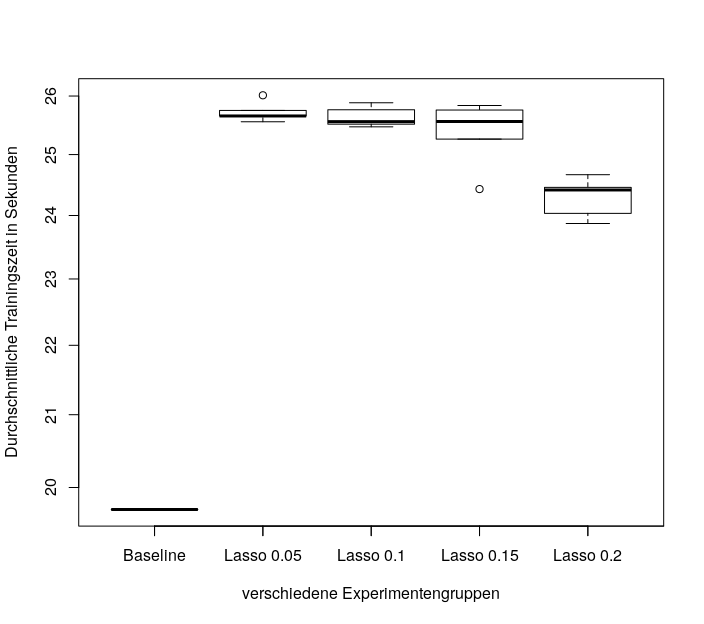 Durchschnittliche Trainingszeit in Sekunden
26
25
24
23
22
21
20
Baseline Lasso 0.05 Lasso 0.1 Lasso 0.15 Lasso 0.2
verschiedene Experimentengruppen